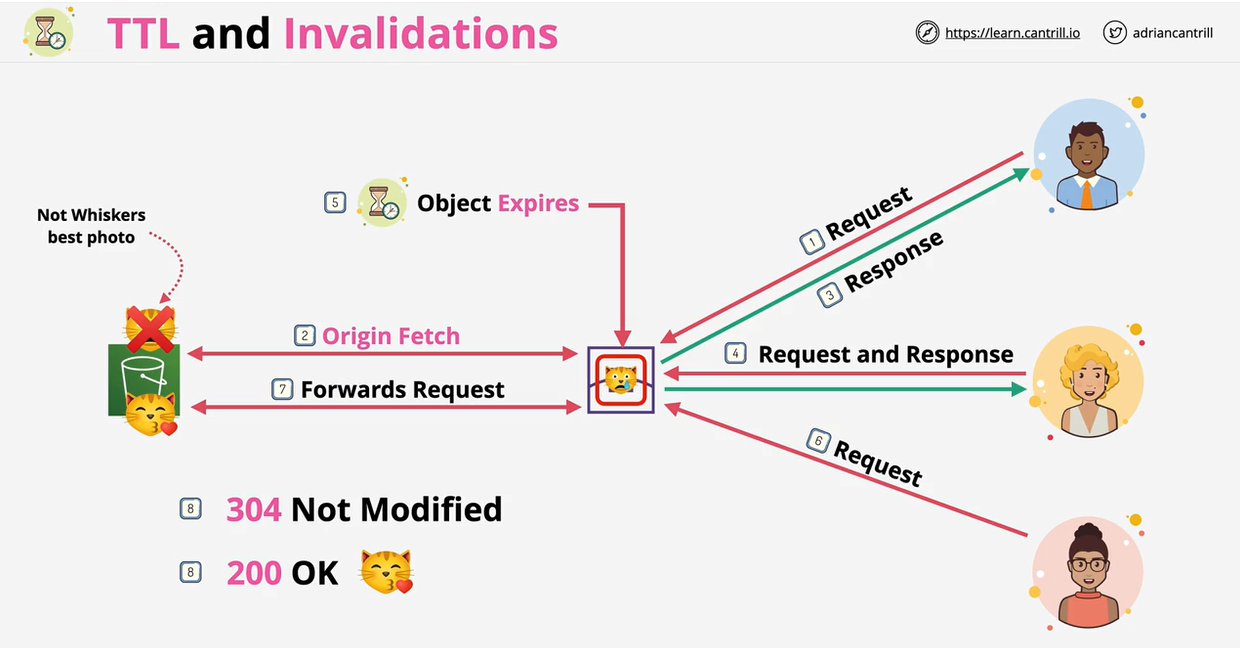 TTL and Invalidations
https://learn.cantrill.io
adriancantrill
5 Object Expires
Not Whiskers
best photo
1 Request
3 Response
2 Origin Fetch
4 Request and Response
7 Forwards Request
6 Request
8 304 Not Modified
8 200 OK